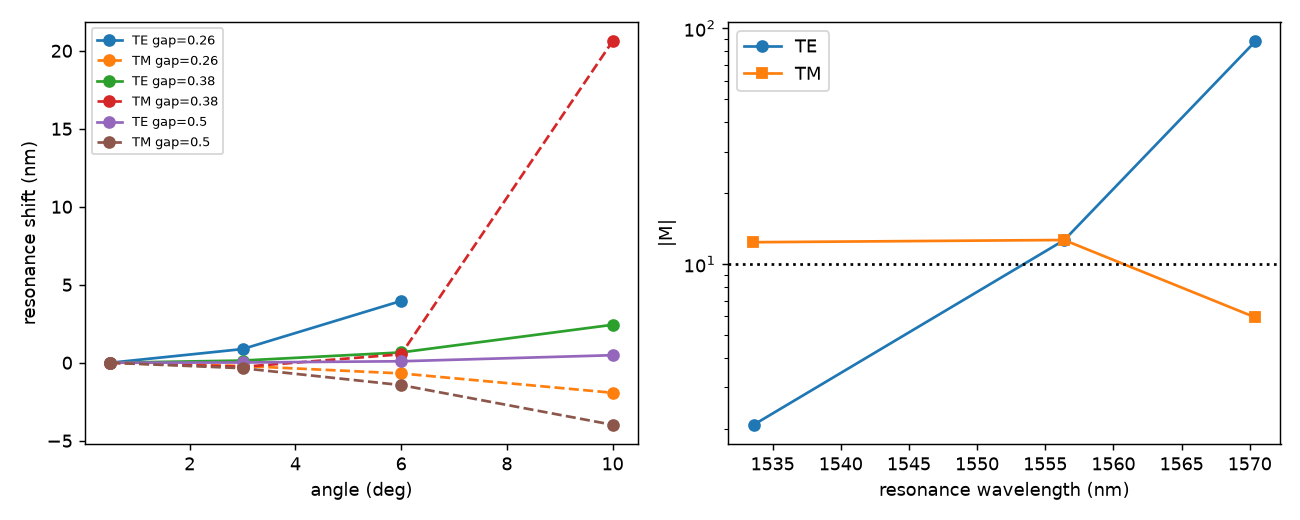 TE gap=0.26
TM gap=0.26
TE gap=0.38
TM gap=0.38
TE gap=0.5
TM gap=0.5
20
15
10
5
0
−5
resonance shift (nm)
2
4
6
8
10
angle (deg)
TE
TM
10²
10¹
|M|
1535
1540
1545
1550
1555
1560
1565
1570
resonance wavelength (nm)